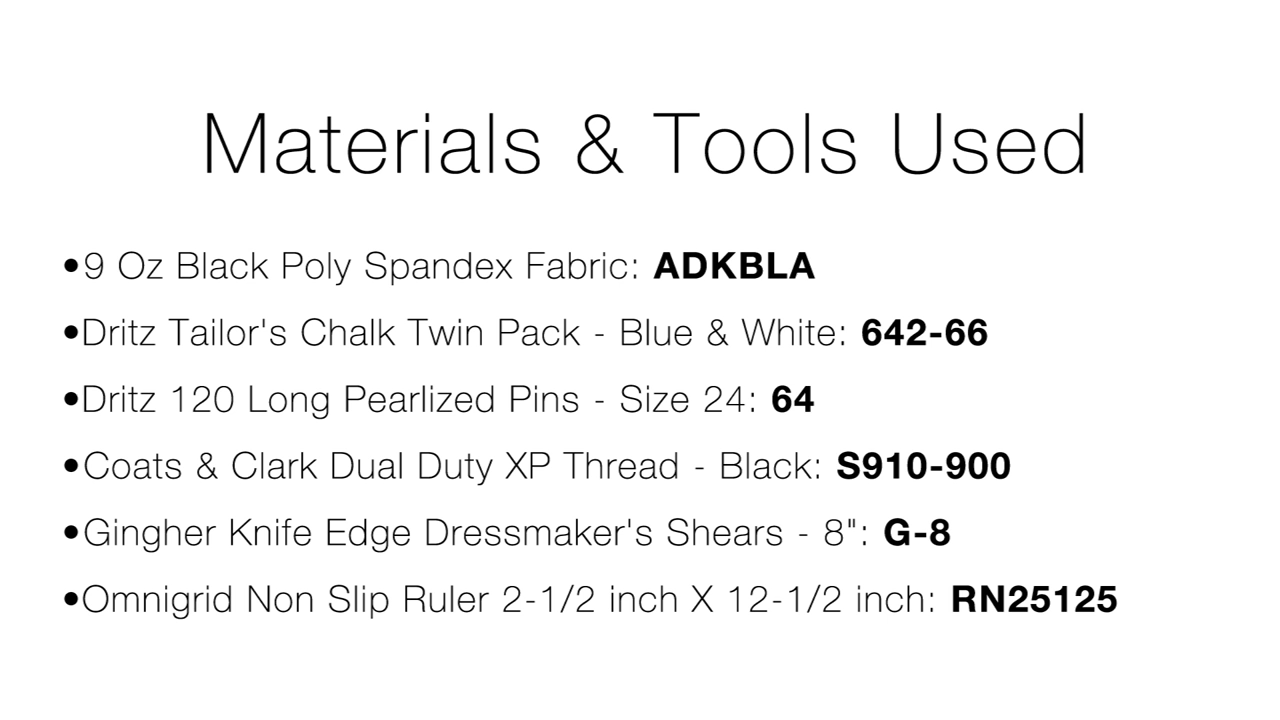 Materials & Tools Used
•9 Oz Black Poly Spandex Fabric: ADKBLA
•Dritz Tailor's Chalk Twin Pack - Blue & White: 642-66
•Dritz 120 Long Pearlized Pins - Size 24: 64
•Coats & Clark Dual Duty XP Thread - Black: S910-900
•Gingher Knife Edge Dressmaker's Shears - 8": G-8
•Omnigrid Non Slip Ruler 2-1/2 inch X 12-1/2 inch: RN25125